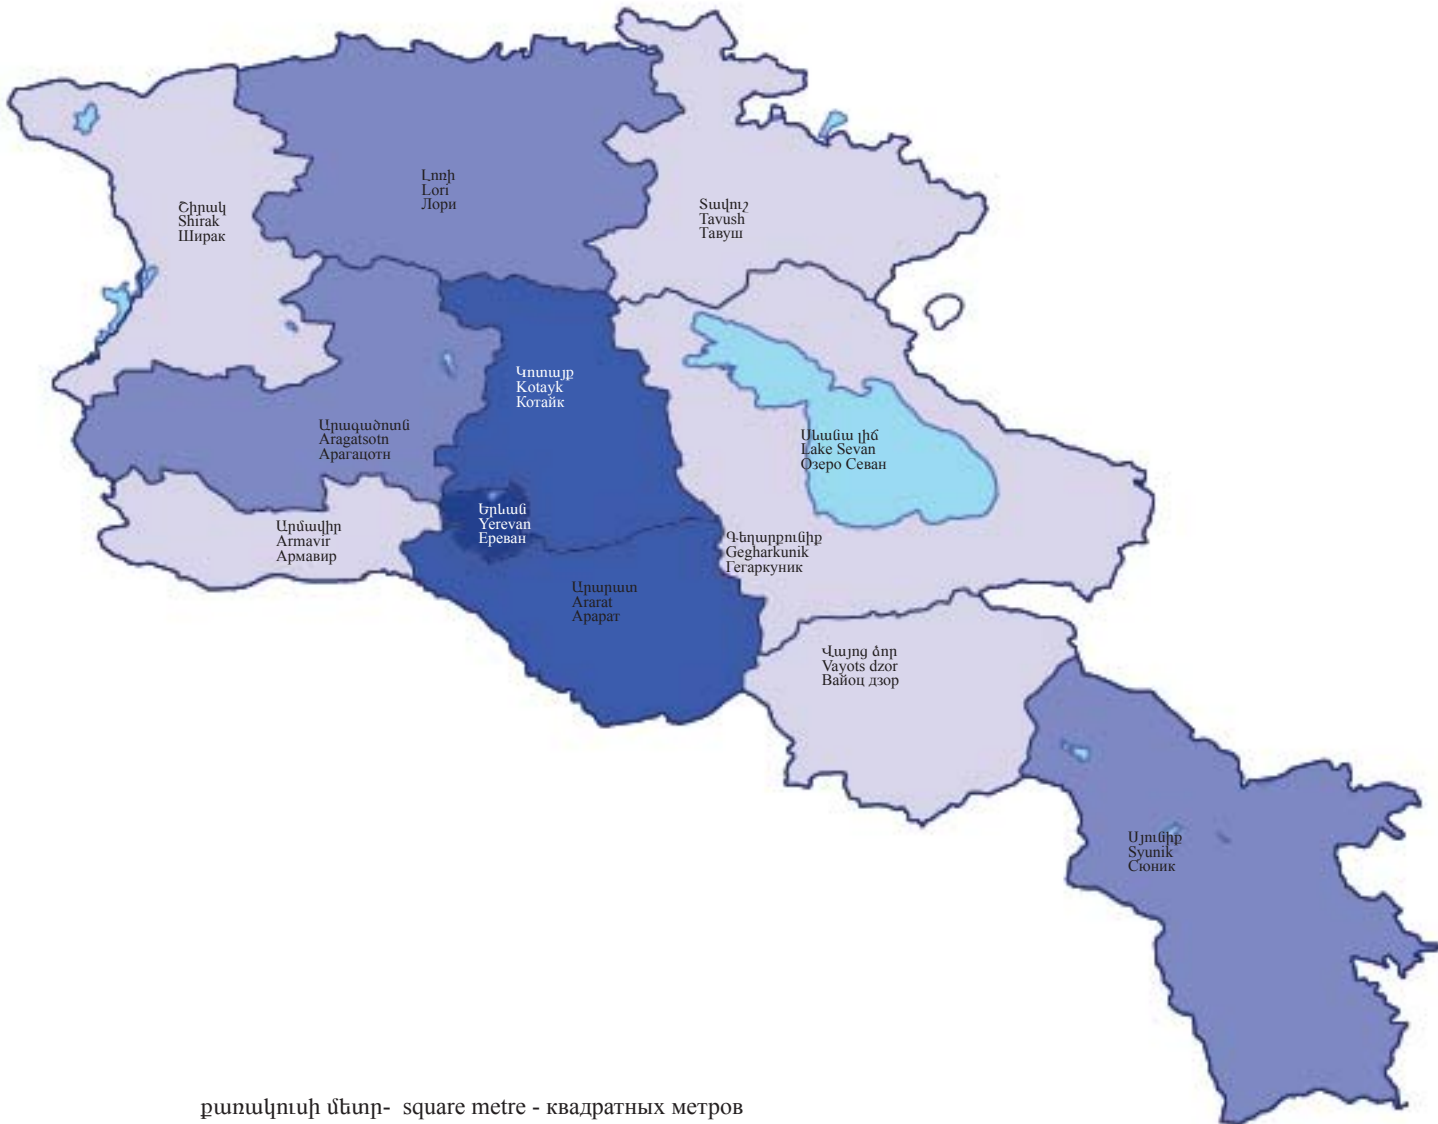 Լոռի
Lori
Лори
Շիրակ
Shirak
Ширак
Տավուշ
Tavush
Тавуш
Կոտայք
Kotayk
Котайк
Արագածոտն
Aragatsotn
Арагацотн
Սևանա լիճ
Lake Sevan
Озеро Севан
Երևան
Yerevan
Ереван
Արմավիր
Armavir
Армавир
Գեղարքունիք
Gegharkunik
Гегаркуник
Արարատ
Ararat
Арарат
Վայոց ձոր
Vayots dzor
Вайоц дзор
Սյունիք
Syunik
Сюник
քառակուսի մետր- square metre - квадратных метров